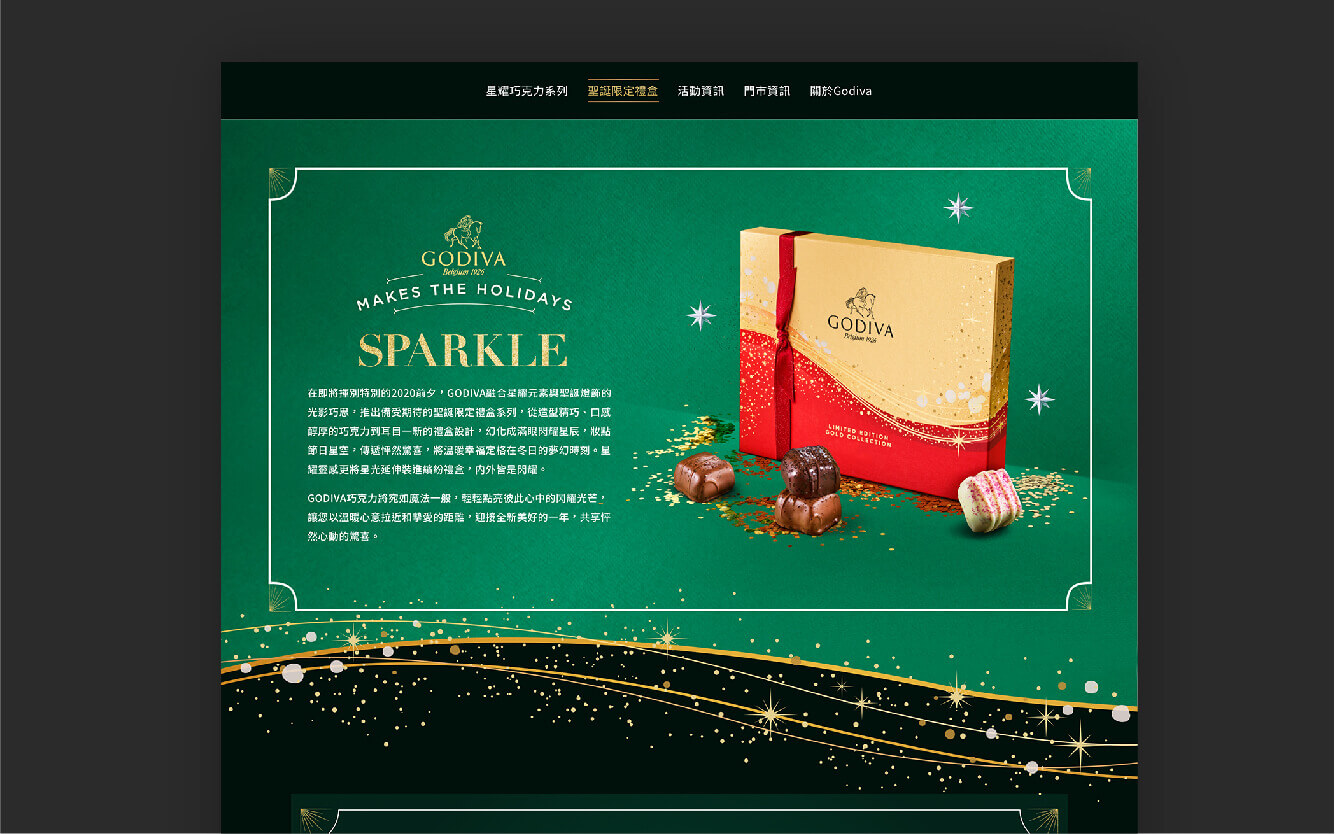 星耀巧克力系列 聖誕限定禮盒 活動資訊 門市資訊 關於Godiva
GODIVA
Belgium 1926
MAKES THE HOLIDAYS
SPARKLE
在即將揮別特別的2020前夕，GODIVA融合星耀元素與聖誕燈飾的
光影巧思，推出備受期待的聖誕限定禮盒系列，從造型精巧、口感
醇厚的巧克力到耳目一新的禮盒設計，幻化成滿眼閃耀星辰，妝點
節日星空，傳遞怦然驚喜，將溫暖幸福定格在冬日的夢幻時刻。星
耀靈感更將星光延伸裝進繽紛禮盒，內外皆是閃耀。
GODIVA巧克力將宛如魔法一般，輕輕點亮彼此心中的閃耀光芒，
讓您以溫暖心意拉近和摯愛的距離，迎接全新美好的一年，共享怦
然心動的驚喜。
GODIVA
Belgium 1926
LIMITED EDITION
GOLD COLLECTION